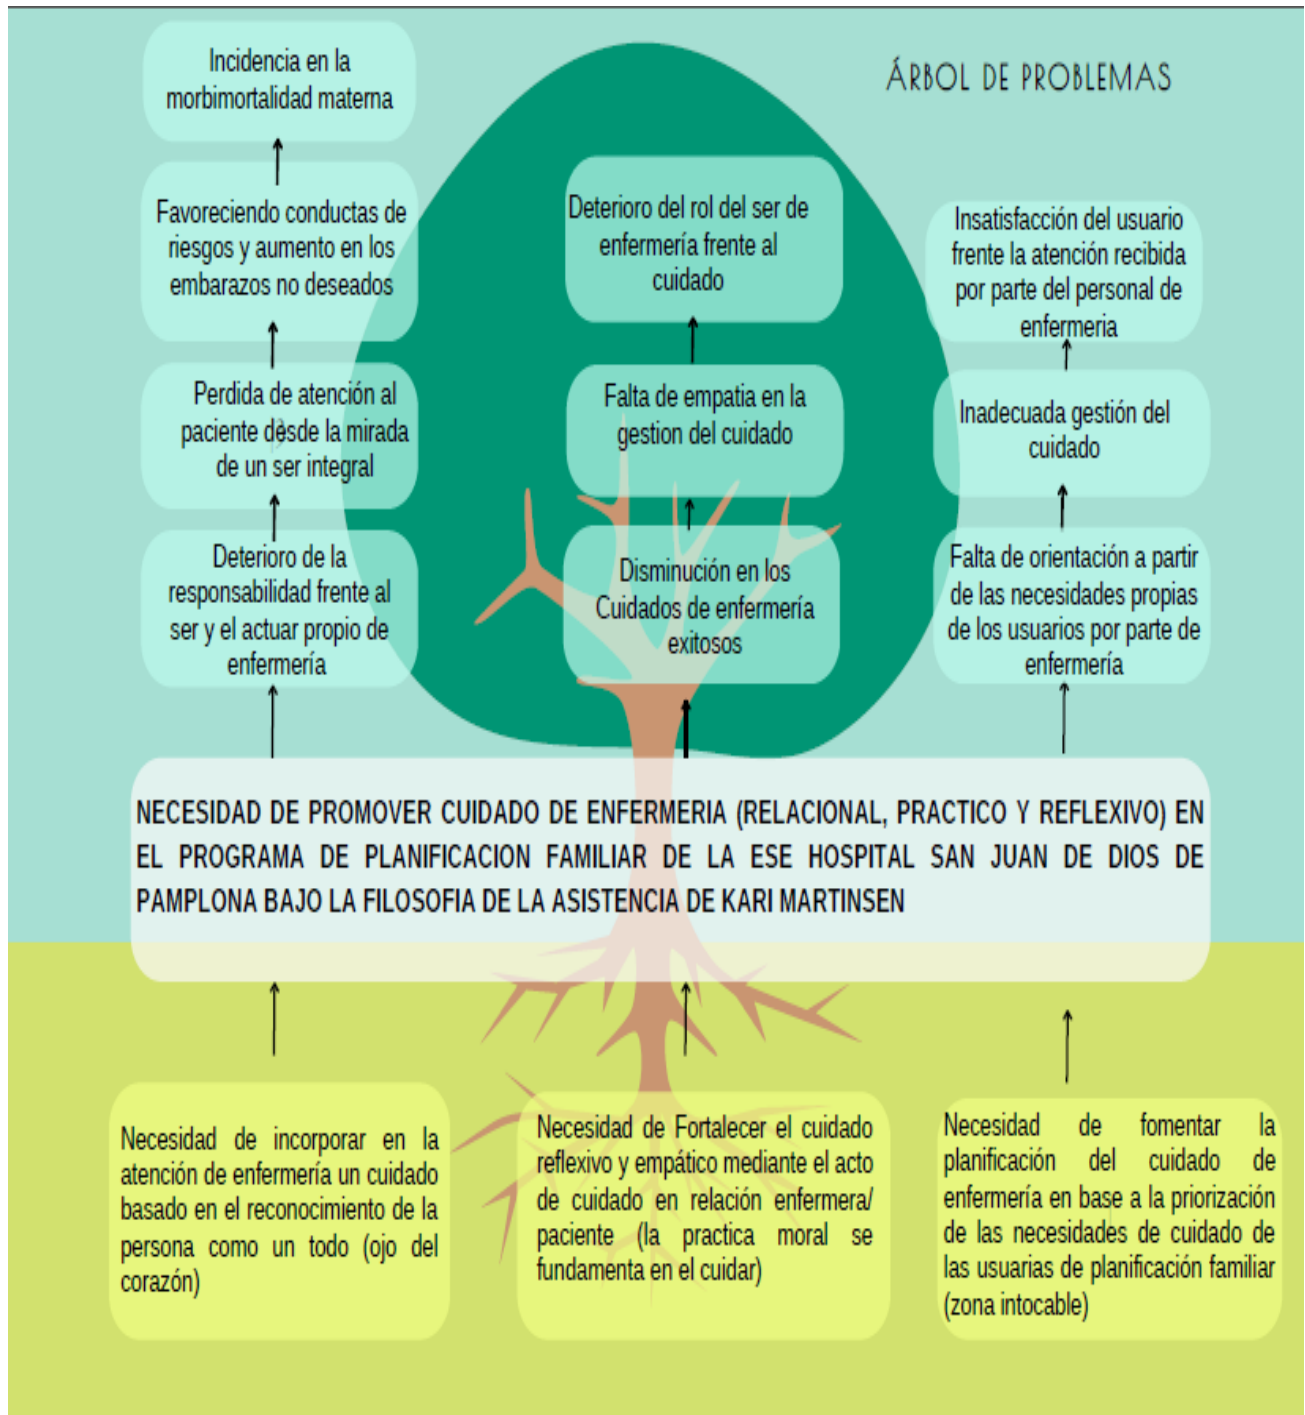 ÁRBOL DE PROBLEMAS
Incidencia en la
morbimortalidad materna
Favoreciendo conductas de
riesgos y aumento en los
embarazos no deseados
Perdida de atención al
paciente desde la mirada
de un ser integral
Deterioro de la
responsabilidad frente al
ser y el actuar propio de
enfermería
Deterioro del rol del ser de
enfermería frente al
cuidado
Falta de empatia en la
gestion del cuidado
Disminución en los
Cuidados de enfermería
exitosos
Insatisfacción del usuario
frente la atención recibida
por parte del personal de
enfermeria
Inadecuada gestión del
cuidado
Falta de orientación a partir
de las necesidades propias
de los usuarios por parte de
enfermería
NECESIDAD DE PROMOVER CUIDADO DE ENFERMERIA (RELACIONAL, PRACTICO Y REFLEXIVO) EN
EL PROGRAMA DE PLANIFICACION FAMILIAR DE LA ESE HOSPITAL SAN JUAN DE DIOS DE
PAMPLONA BAJO LA FILOSOFIA DE LA ASISTENCIA DE KARI MARTINSEN
Necesidad de incorporar en la
atención de enfermería un cuidado
basado en el reconocimiento de la
persona como un todo (ojo del
corazón)
Necesidad de Fortalecer el cuidado
reflexivo y empático mediante el acto
de cuidado en relación enfermera/
paciente (la practica moral se
fundamenta en el cuidar)
Necesidad de fomentar la
planificación del cuidado de
enfermería en base a la priorización
de las necesidades de cuidado de
las usuarias de planificación familiar
(zona intocable)